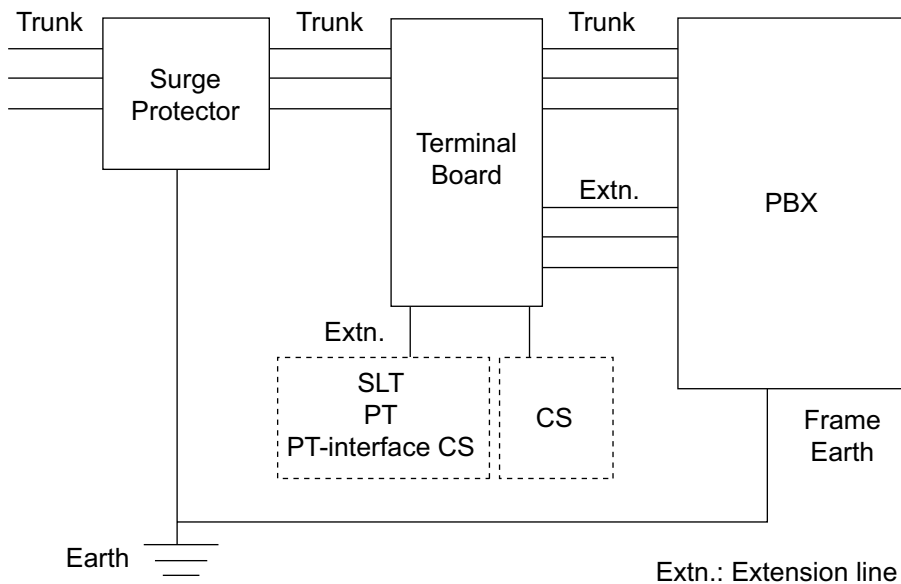 Trunk
Trunk
Trunk
Surge
Protector
Terminal
Board
Extn.
PBX
Extn.
SLT
PT
PT-interface CS
CS
Frame
Earth
Earth
Extn.: Extension line